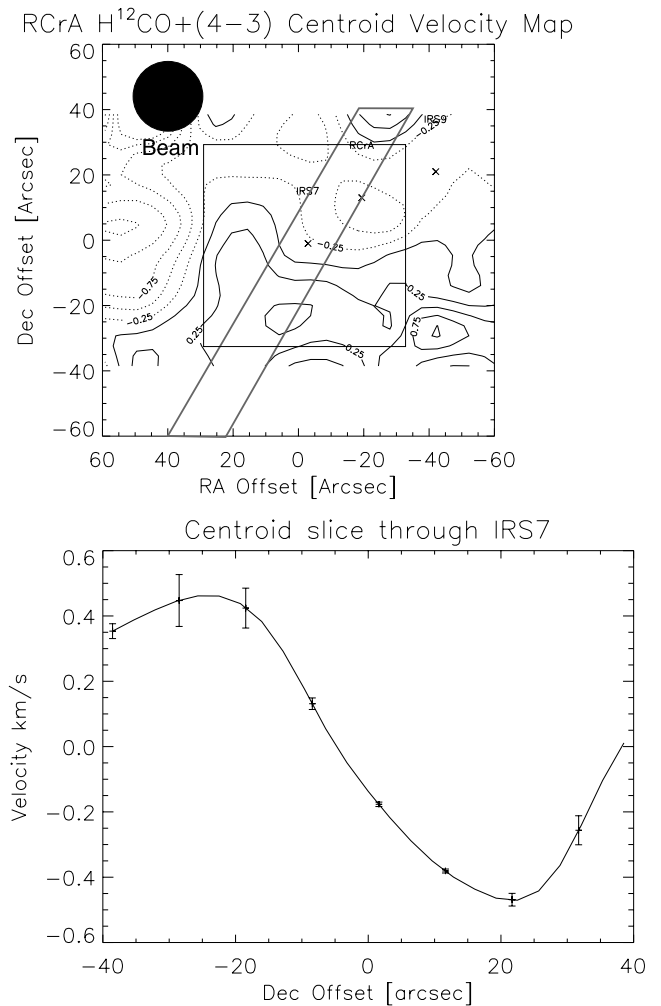 RCrA H¹²CO+(4−3) Centroid Velocity Map
60
40
20
0
−20
−40
−60
Dec Offset [Arcsec]
Beam
IRS9
−0.25
RCrA
IRS7
−0.25
−0.75
−0.25
0.25
−0.25
0.75
−0.25
60 40 20 0 −20 −40 −60
RA Offset [Arcsec]
Centroid slice through IRS7
0.6
0.4
0.2
0.0
−0.2
−0.4
−0.6
Velocity km/s
−40 −20 0 20 40
Dec Offset [arcsec]